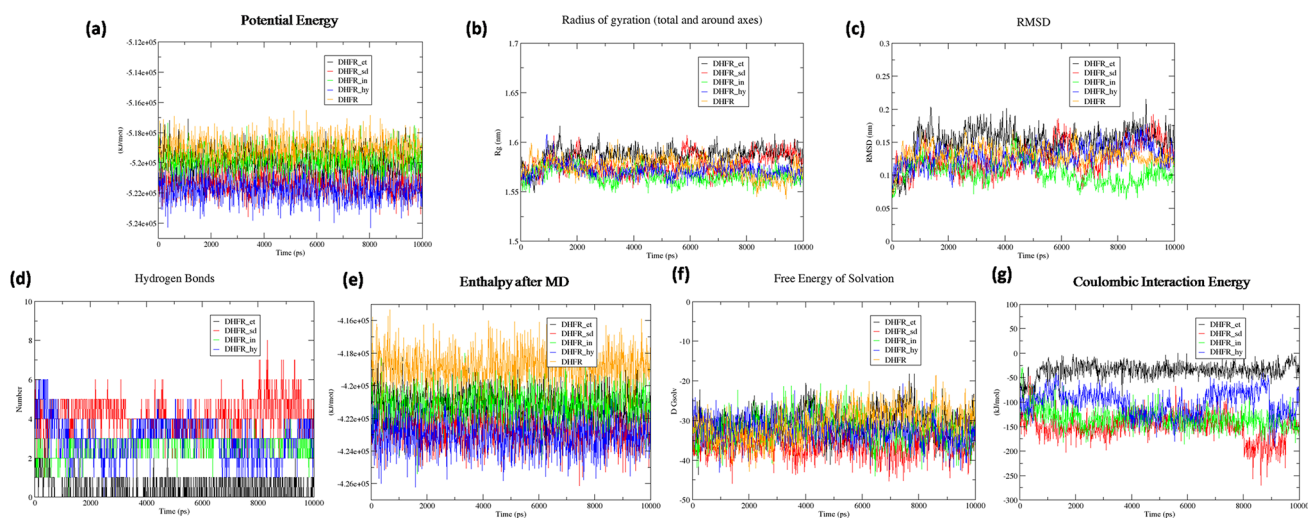 (a)
Potential Energy
-5.12e+05
-5.14e+05
-5.16e+05
-5.18e+05
-5.2e+05
-5.22e+05
-5.24e+05
(kJ/mol)
DHFR_et
DHFR_sd
DHFR_in
DHFR_hy
DHFR
0 2000 4000 6000 8000 10000
Time (ps)
(b)
Radius of gyration (total and around axes)
1.7
1.65
1.6
1.55
1.5
Rg (nm)
DHFR_et
DHFR_sd
DHFR_in
DHFR_hy
DHFR
0 2000 4000 6000 8000 10000
Time (ps)
(c)
RMSD
0.3
0.25
0.2
0.15
0.1
0.05
0
RMSD (nm)
DHFR_et
DHFR_sd
DHFR_in
DHFR_hy
DHFR
0 2000 4000 6000 8000 10000
Time (ps)
(d)
Hydrogen Bonds
10
8
6
4
2
0
Number
DHFR_et
DHFR_sd
DHFR_in
DHFR_hy
0 2000 4000 6000 8000 10000
Time (ps)
(e)
Enthalpy after MD
-4.16e+05
-4.18e+05
-4.2e+05
-4.22e+05
-4.24e+05
-4.26e+05
(kJ/mol)
DHFR_et
DHFR_sd
DHFR_in
DHFR_hy
DHFR
0 2000 4000 6000 8000 10000
Time (ps)
(f)
Free Energy of Solvation
0
-10
-20
-30
-40
-50
D Gsolv
DHFR_et
DHFR_sd
DHFR_in
DHFR_hy
DHFR
0 2000 4000 6000 8000 10000
Time (ps)
(g)
Coulombic Interaction Energy
100
50
0
-50
-100
-150
-200
-250
-300
(kJ/mol)
DHFR_et
DHFR_sd
DHFR_in
DHFR_hy
0 2000 4000 6000 8000 10000
Time (ps)